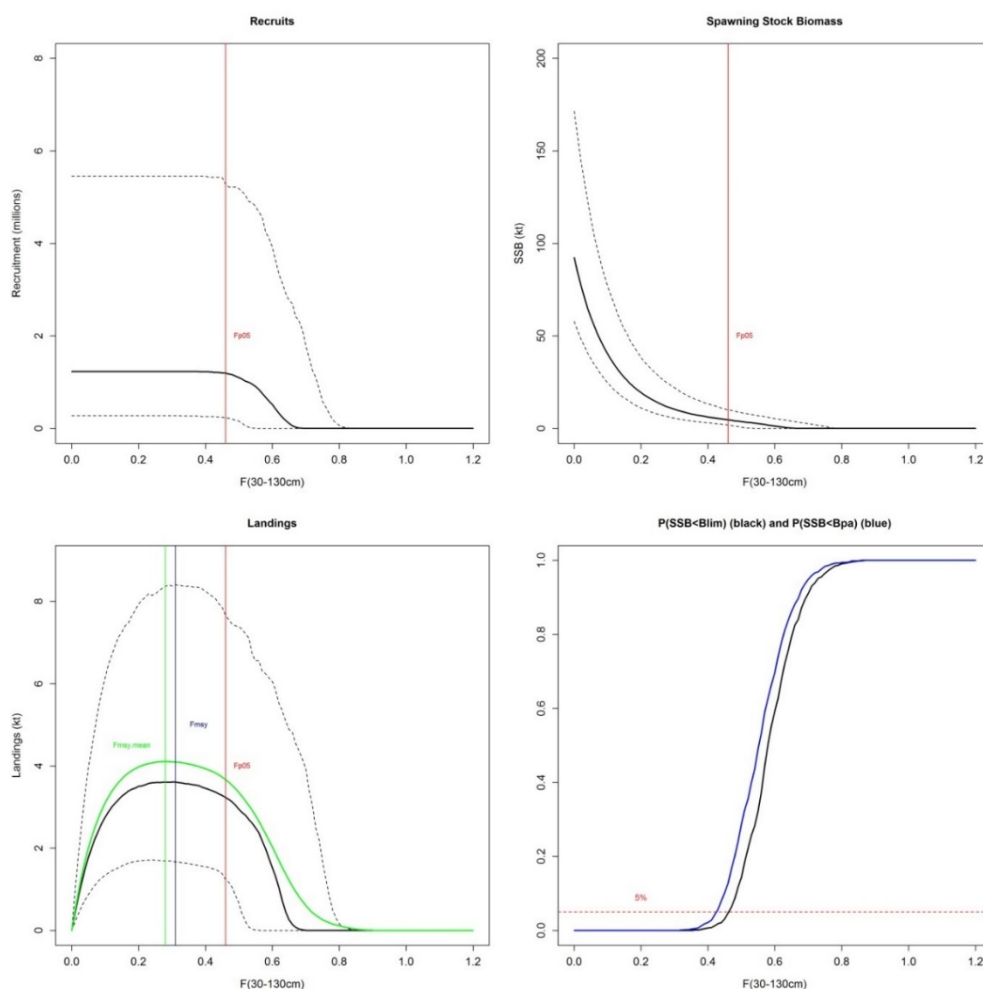 Recruits
Recruitment (millions)
8
6
4
2
0
Fp05
0.0 0.2 0.4 0.6 0.8 1.0 1.2
F(30-130cm)
Spawning Stock Biomass
SSB (kt)
200
150
100
50
0
Fp05
0.0 0.2 0.4 0.6 0.8 1.0 1.2
F(30-130cm)
Landings
Landings (kt)
8
6
4
2
0
Fmsy
Fmsy.mean
Fp05
0.0 0.2 0.4 0.6 0.8 1.0 1.2
F(30-130cm)
P(SSB<Blim) (black) and P(SSB<Bpa) (blue)
1.0
0.8
0.6
0.4
0.2
0.0
5%
0.0 0.2 0.4 0.6 0.8 1.0 1.2
F(30-130cm)